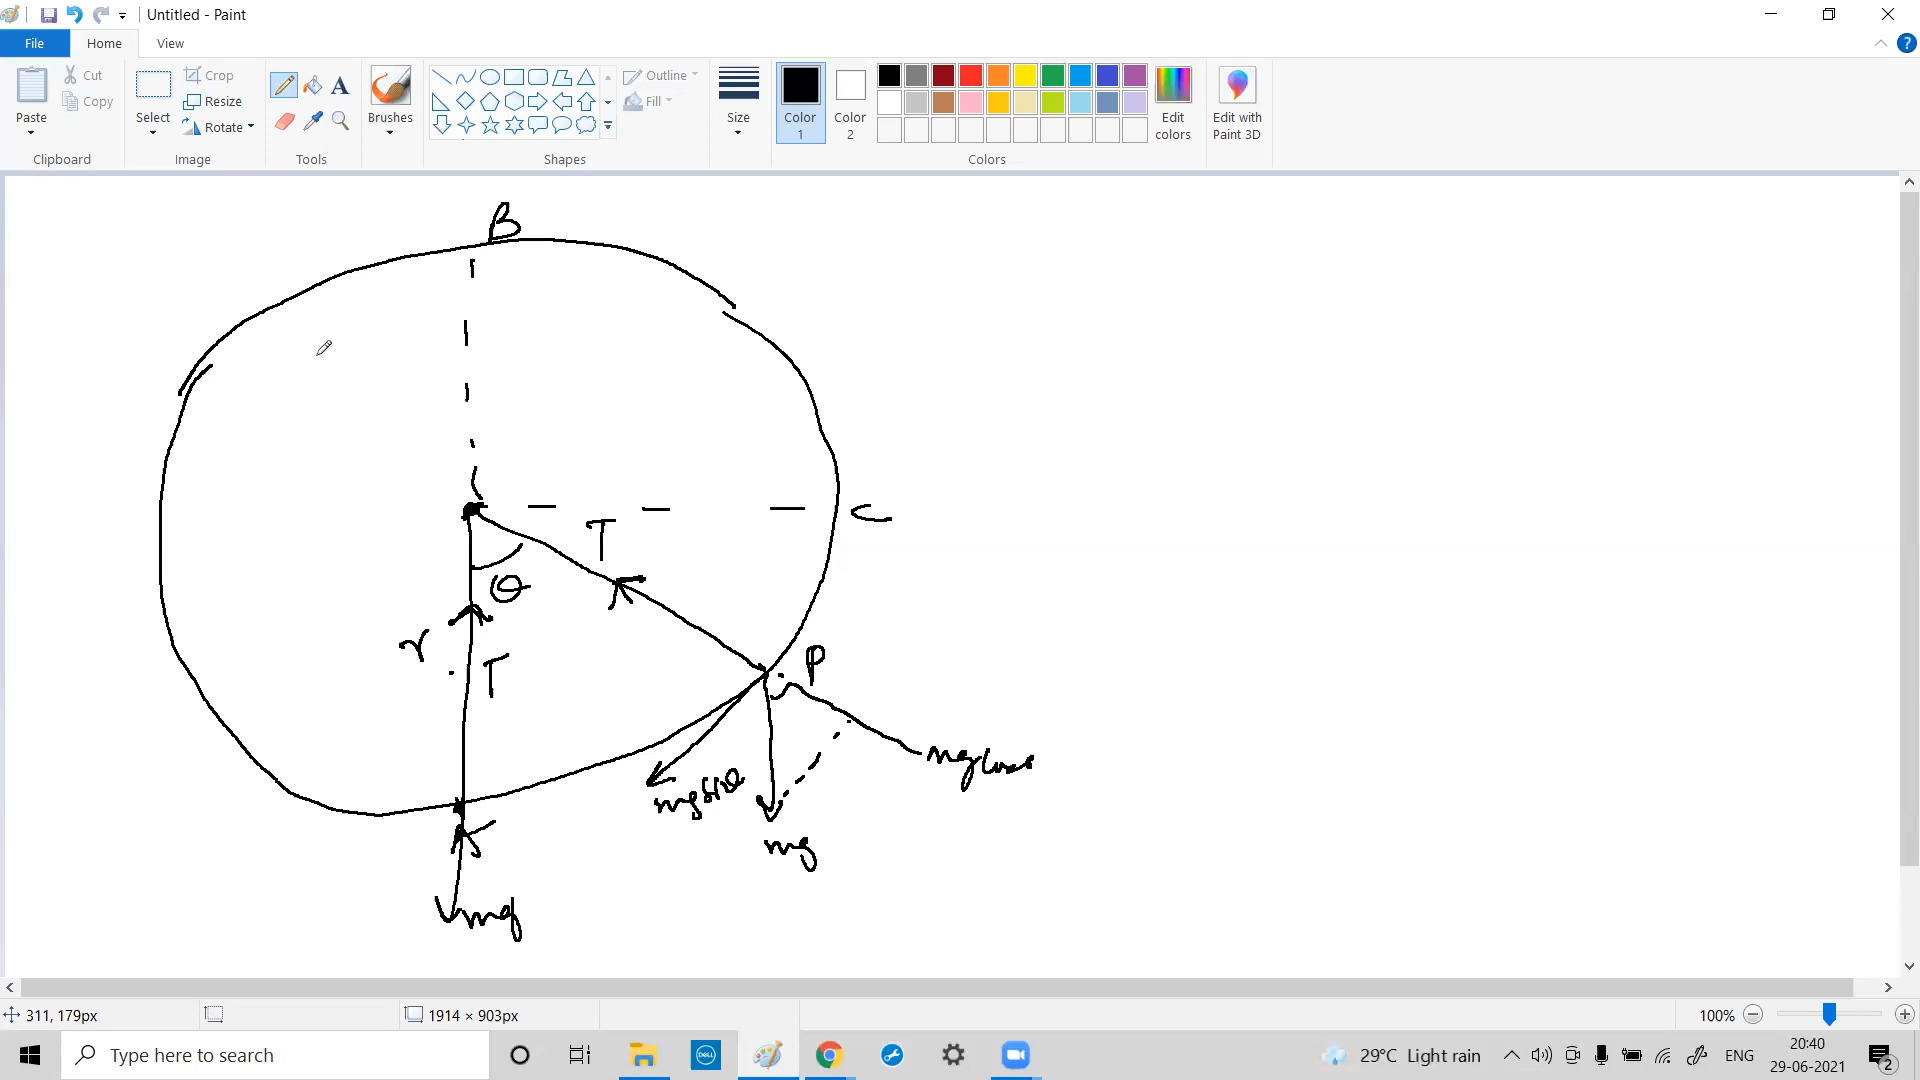 Untitled - Paint
File Home View
Paste
Cut
Copy
Clipboard
Select
Crop
Resize
Rotate
Image
A
Tools
Brushes
Outline
Fill
Shapes
Size
Color 1
Color 2
Edit colors
Colors
Edit with Paint 3D
B
C
T
θ
r
T
P
mg
mg
311, 179px
1914 × 903px
100%
Type here to search
DELL
29°C Light rain
ENG
20:40
29-06-2021
2